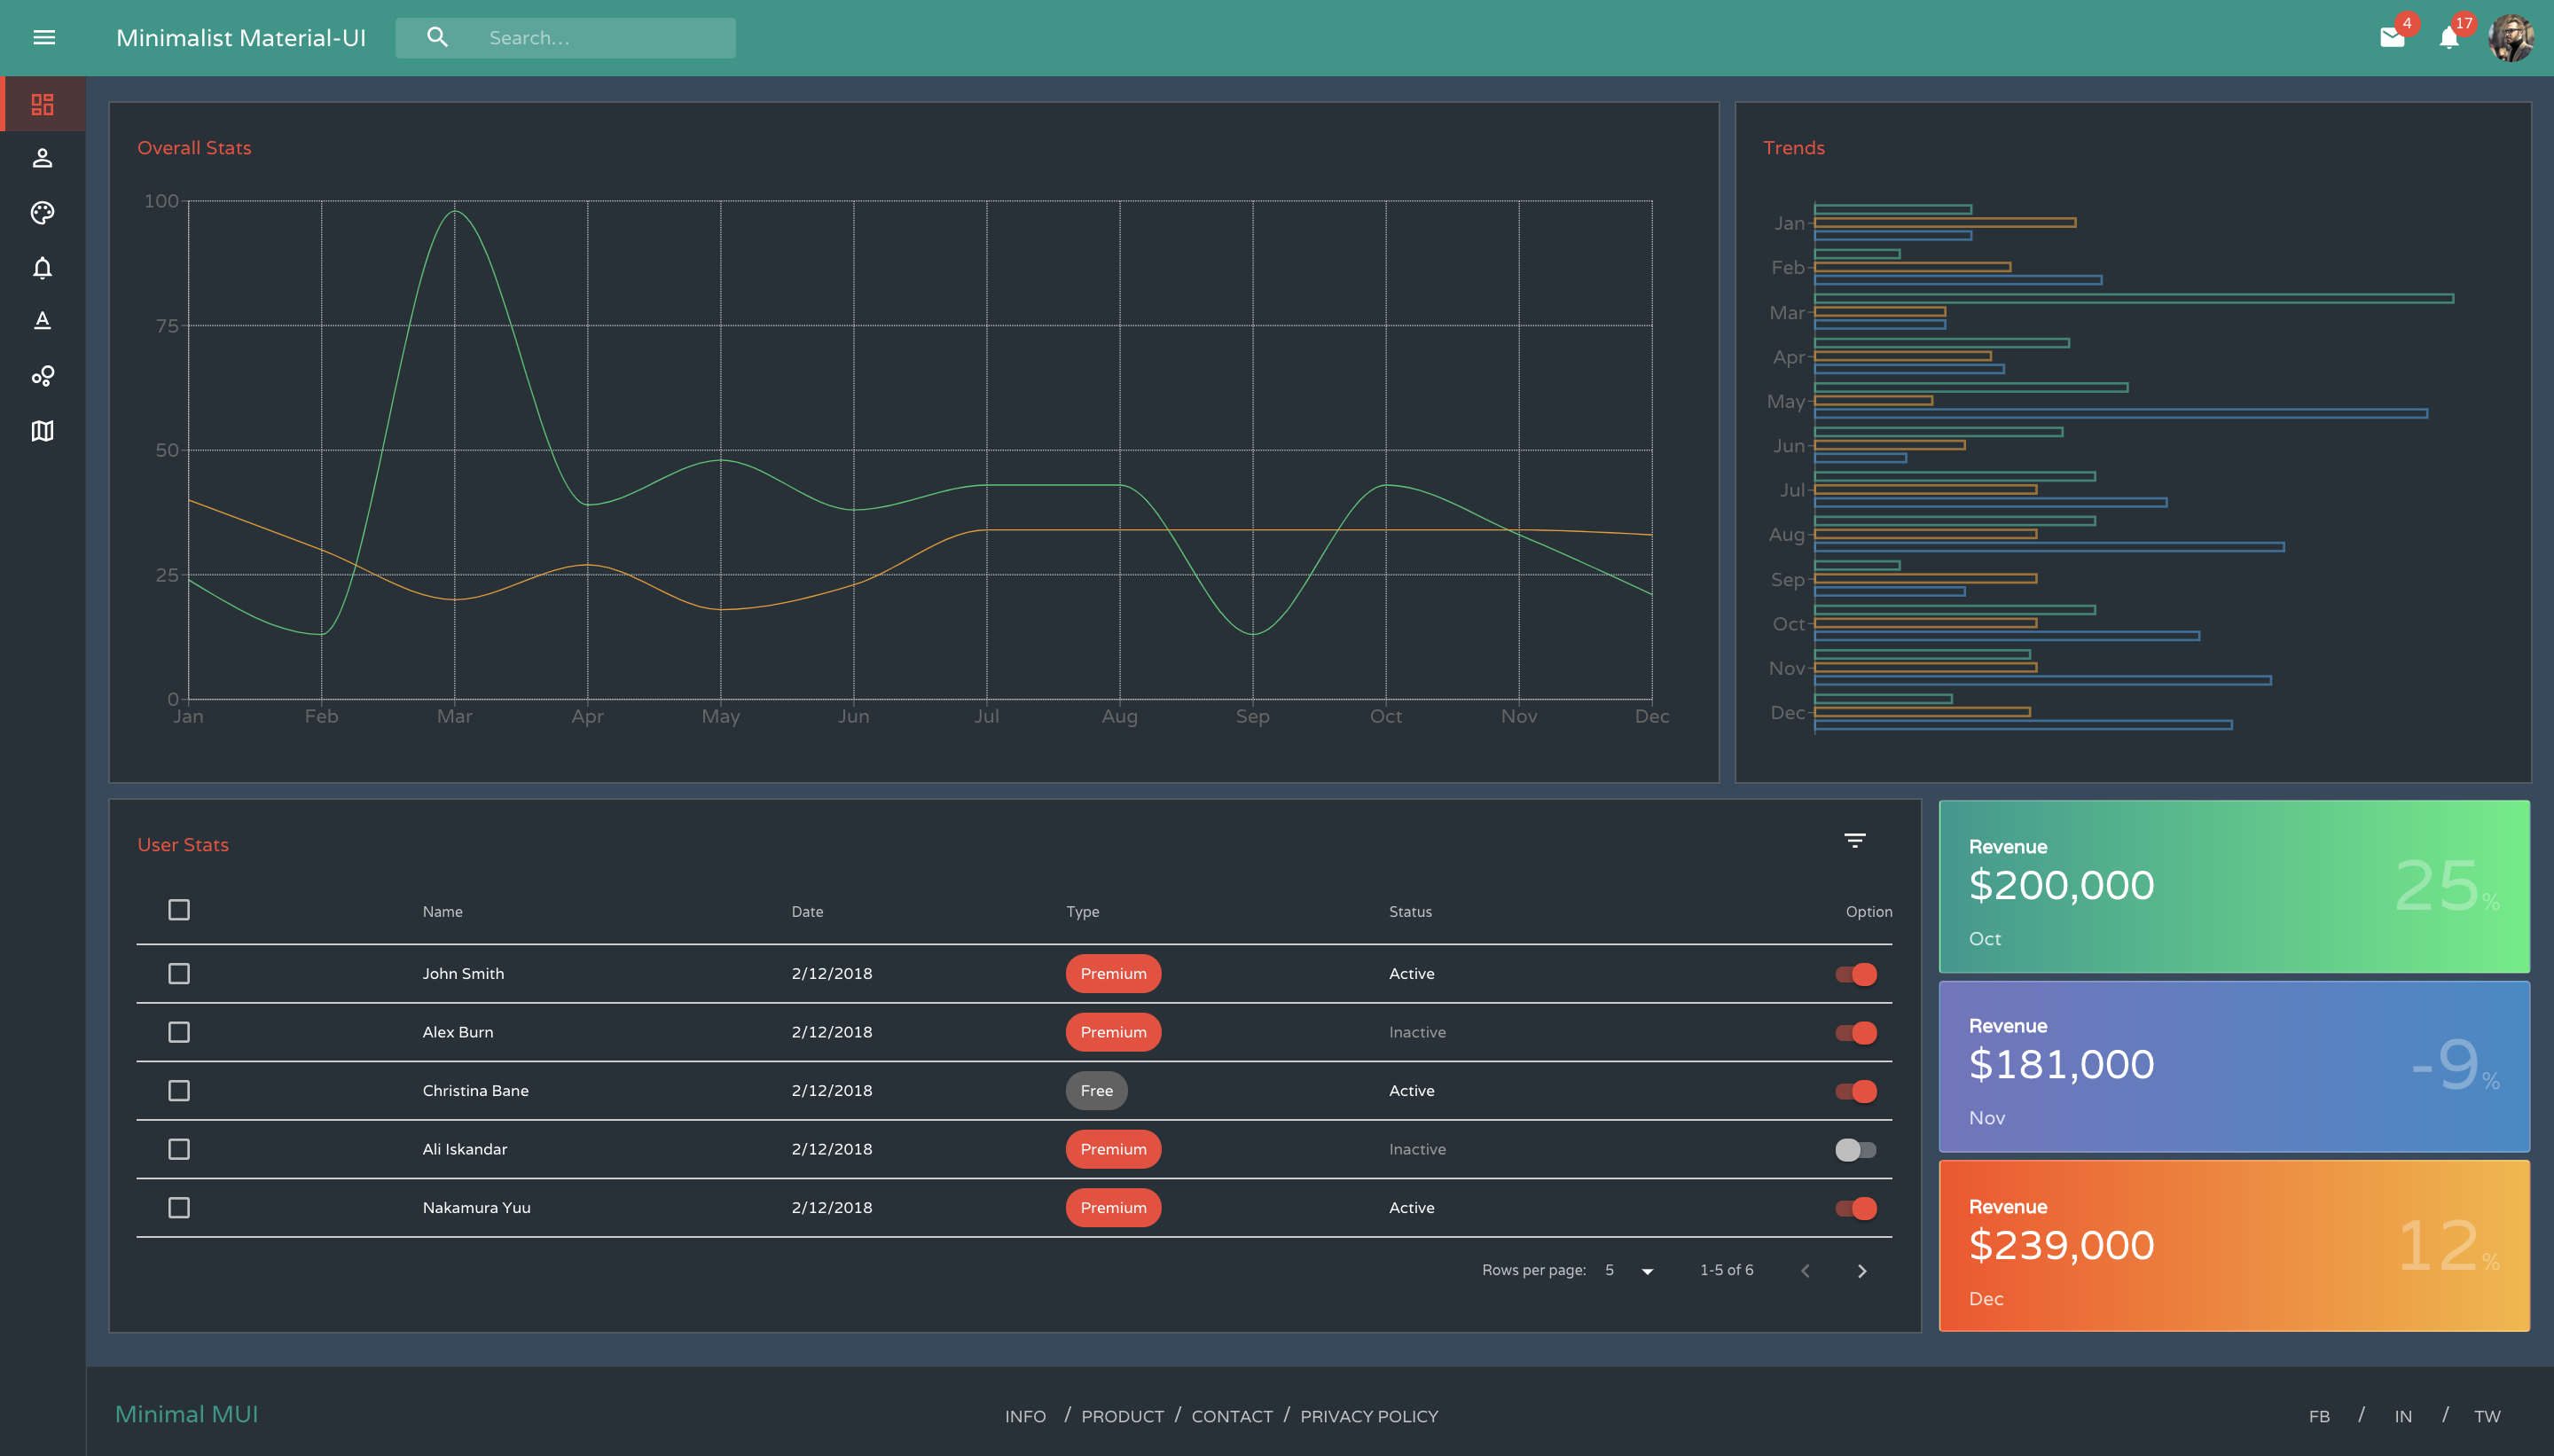 Minimalist Material-UI Search… 4 17
Overall Stats
100
75
50
25
0
Jan Feb Mar Apr May Jun Jul Aug Sep Oct Nov Dec
Trends
Jan
Feb
Mar
Apr
May
Jun
Jul
Aug
Sep
Oct
Nov
Dec
User Stats
Name Date Type Status Option
John Smith 2/12/2018 Premium Active
Alex Burn 2/12/2018 Premium Inactive
Christina Bane 2/12/2018 Free Active
Ali Iskandar 2/12/2018 Premium Inactive
Nakamura Yuu 2/12/2018 Premium Active
Rows per page: 5 1-5 of 6
Revenue
$200,000 25%
Oct
Revenue
$181,000 -9%
Nov
Revenue
$239,000 12%
Dec
Minimal MUI INFO / PRODUCT / CONTACT / PRIVACY POLICY FB / IN / TW